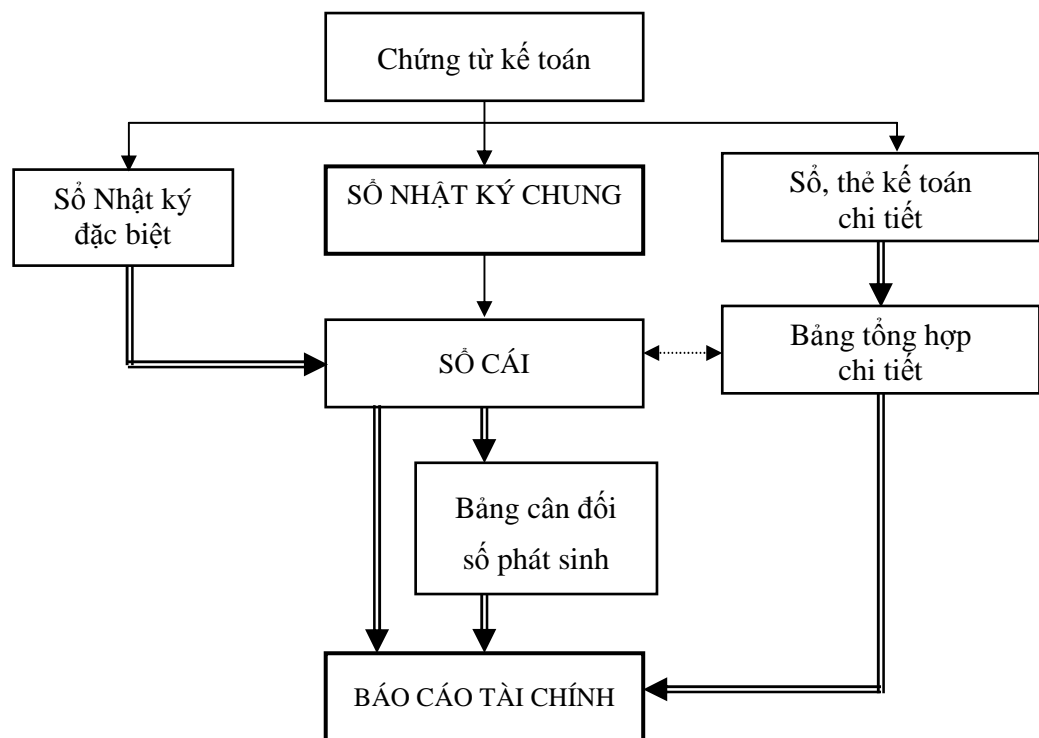 Chứng từ kế toán
Sổ Nhật ký
đặc biệt
SỔ NHẬT KÝ CHUNG
Sổ, thẻ kế toán
chi tiết
SỔ CÁI
Bảng tổng hợp
chi tiết
Bảng cân đối
số phát sinh
BÁO CÁO TÀI CHÍNH